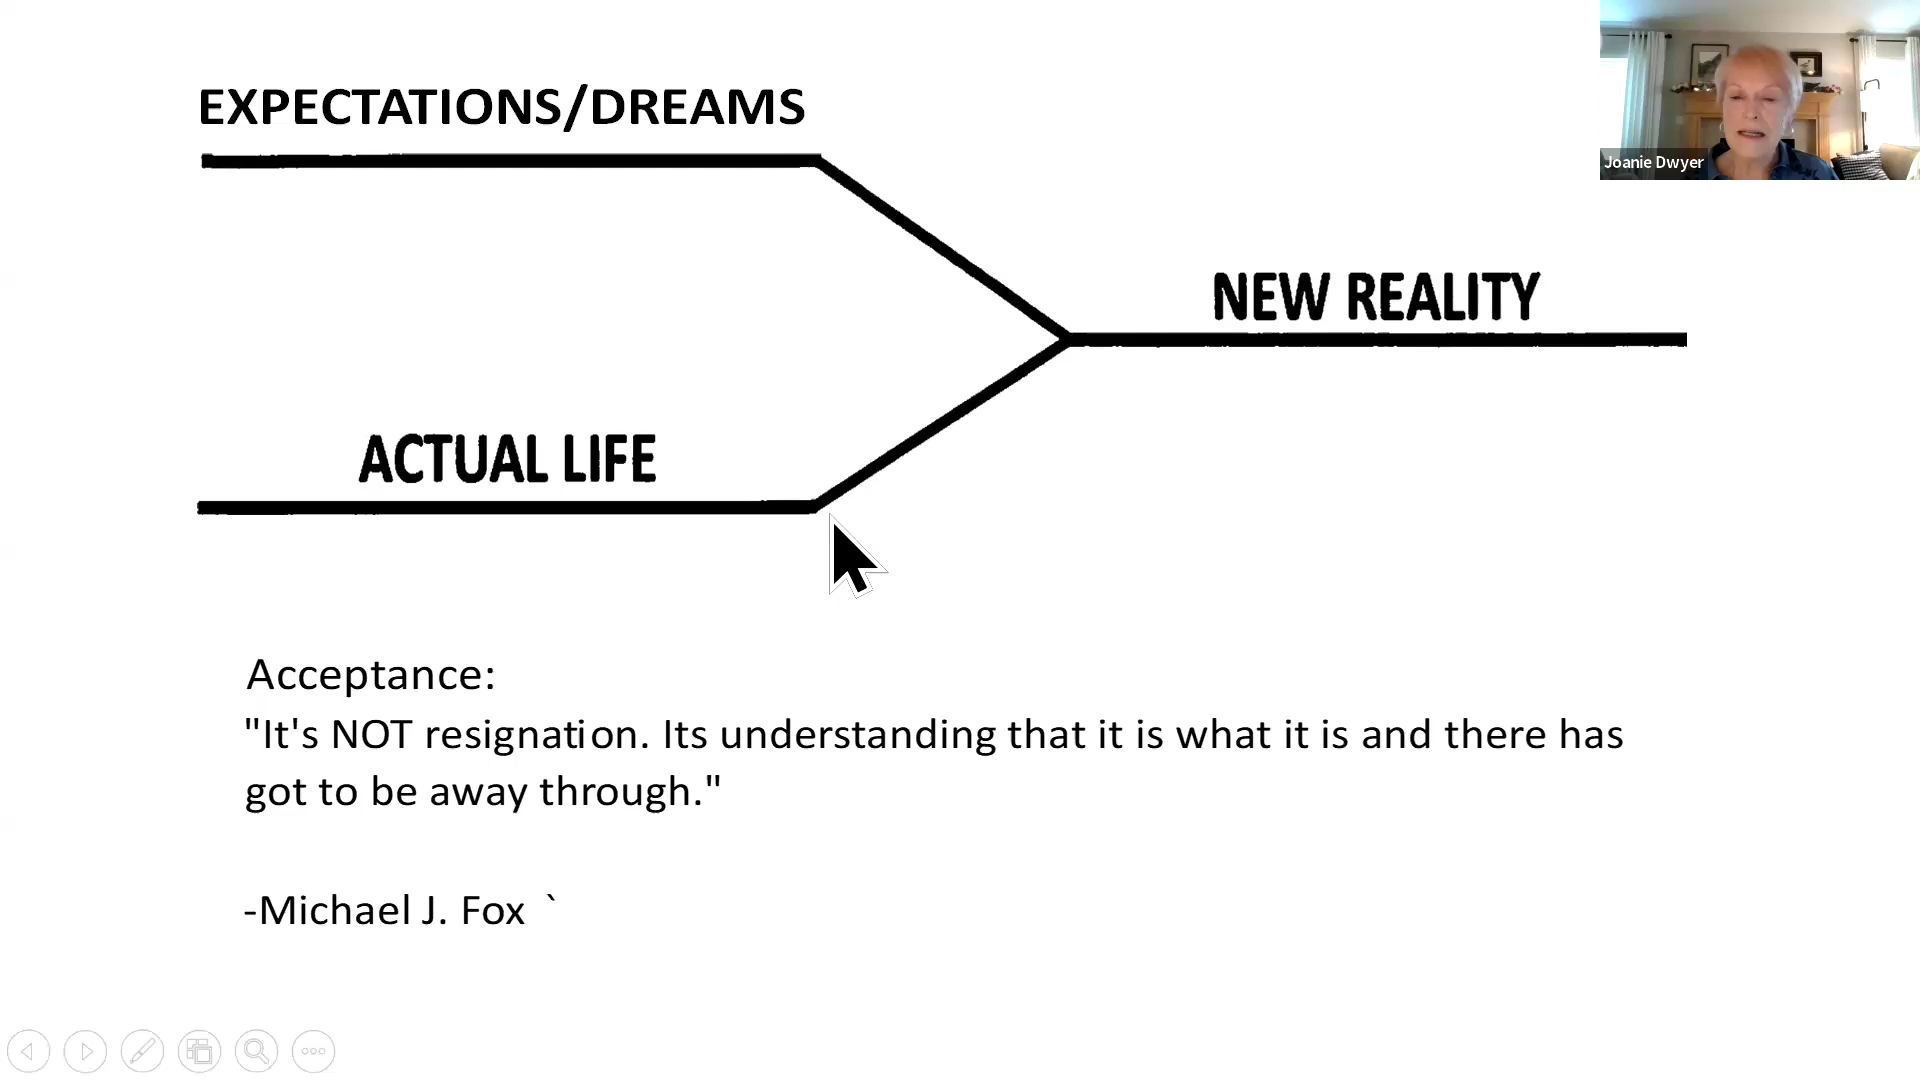 EXPECTATIONS/DREAMS
Joanie Dwyer
NEW REALITY
ACTUAL LIFE
Acceptance:
"It's NOT resignation. Its understanding that it is what it is and there has
got to be away through."
-Michael J. Fox `